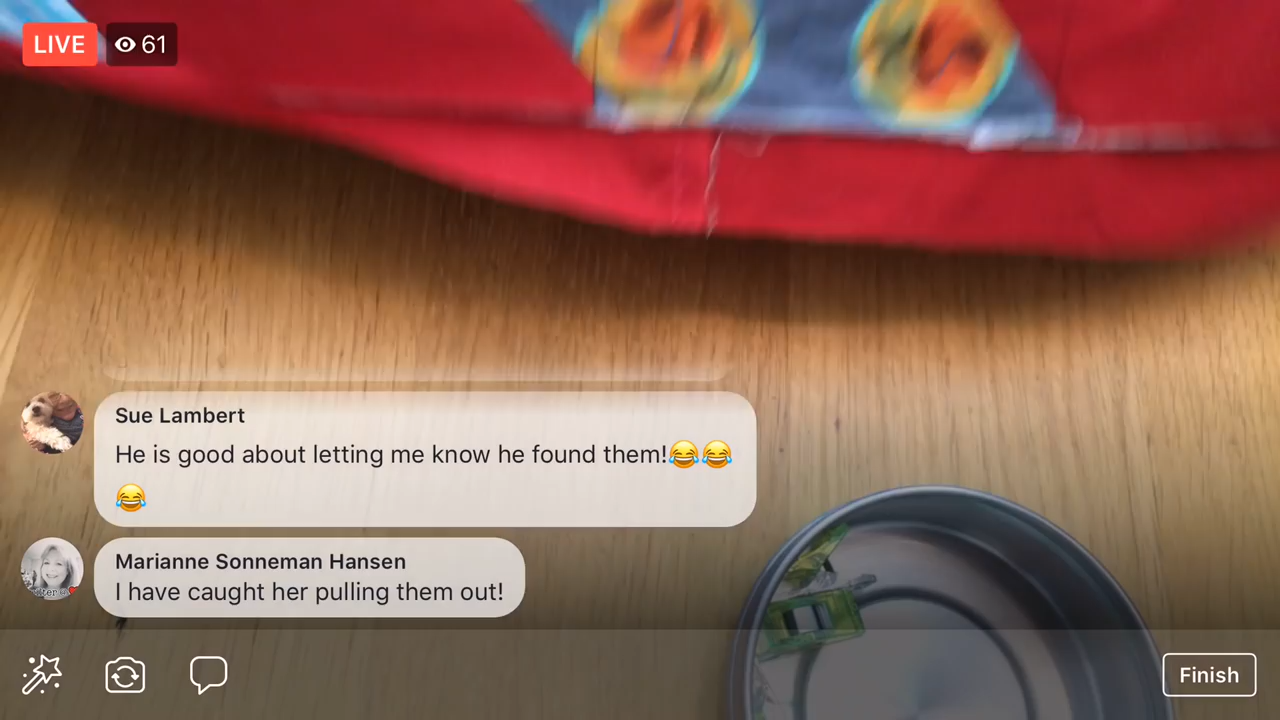 LIVE
61
Sue Lambert
He is good about letting me know he found them!😂😂
😂
Marianne Sonneman Hansen
I have caught her pulling them out!
Finish